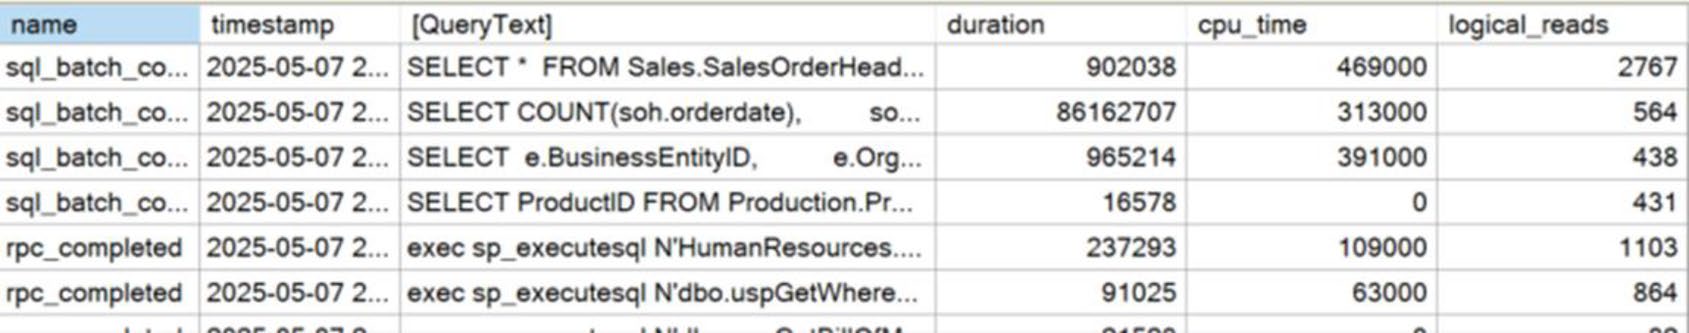 name timestamp [QueryText] duration cpu_time logical_reads
sql_batch_co... 2025-05-07 2... SELECT * FROM Sales.SalesOrderHead... 902038 469000 2767
sql_batch_co... 2025-05-07 2... SELECT COUNT(soh.orderdate), so... 86162707 313000 564
sql_batch_co... 2025-05-07 2... SELECT e.BusinessEntityID, e.Org... 965214 391000 438
sql_batch_co... 2025-05-07 2... SELECT ProductID FROM Production.Pr... 16578 0 431
rpc_completed 2025-05-07 2... exec sp_executesql N'HumanResources.... 237293 109000 1103
rpc_completed 2025-05-07 2... exec sp_executesql N'dbo.uspGetWhere... 91025 63000 864